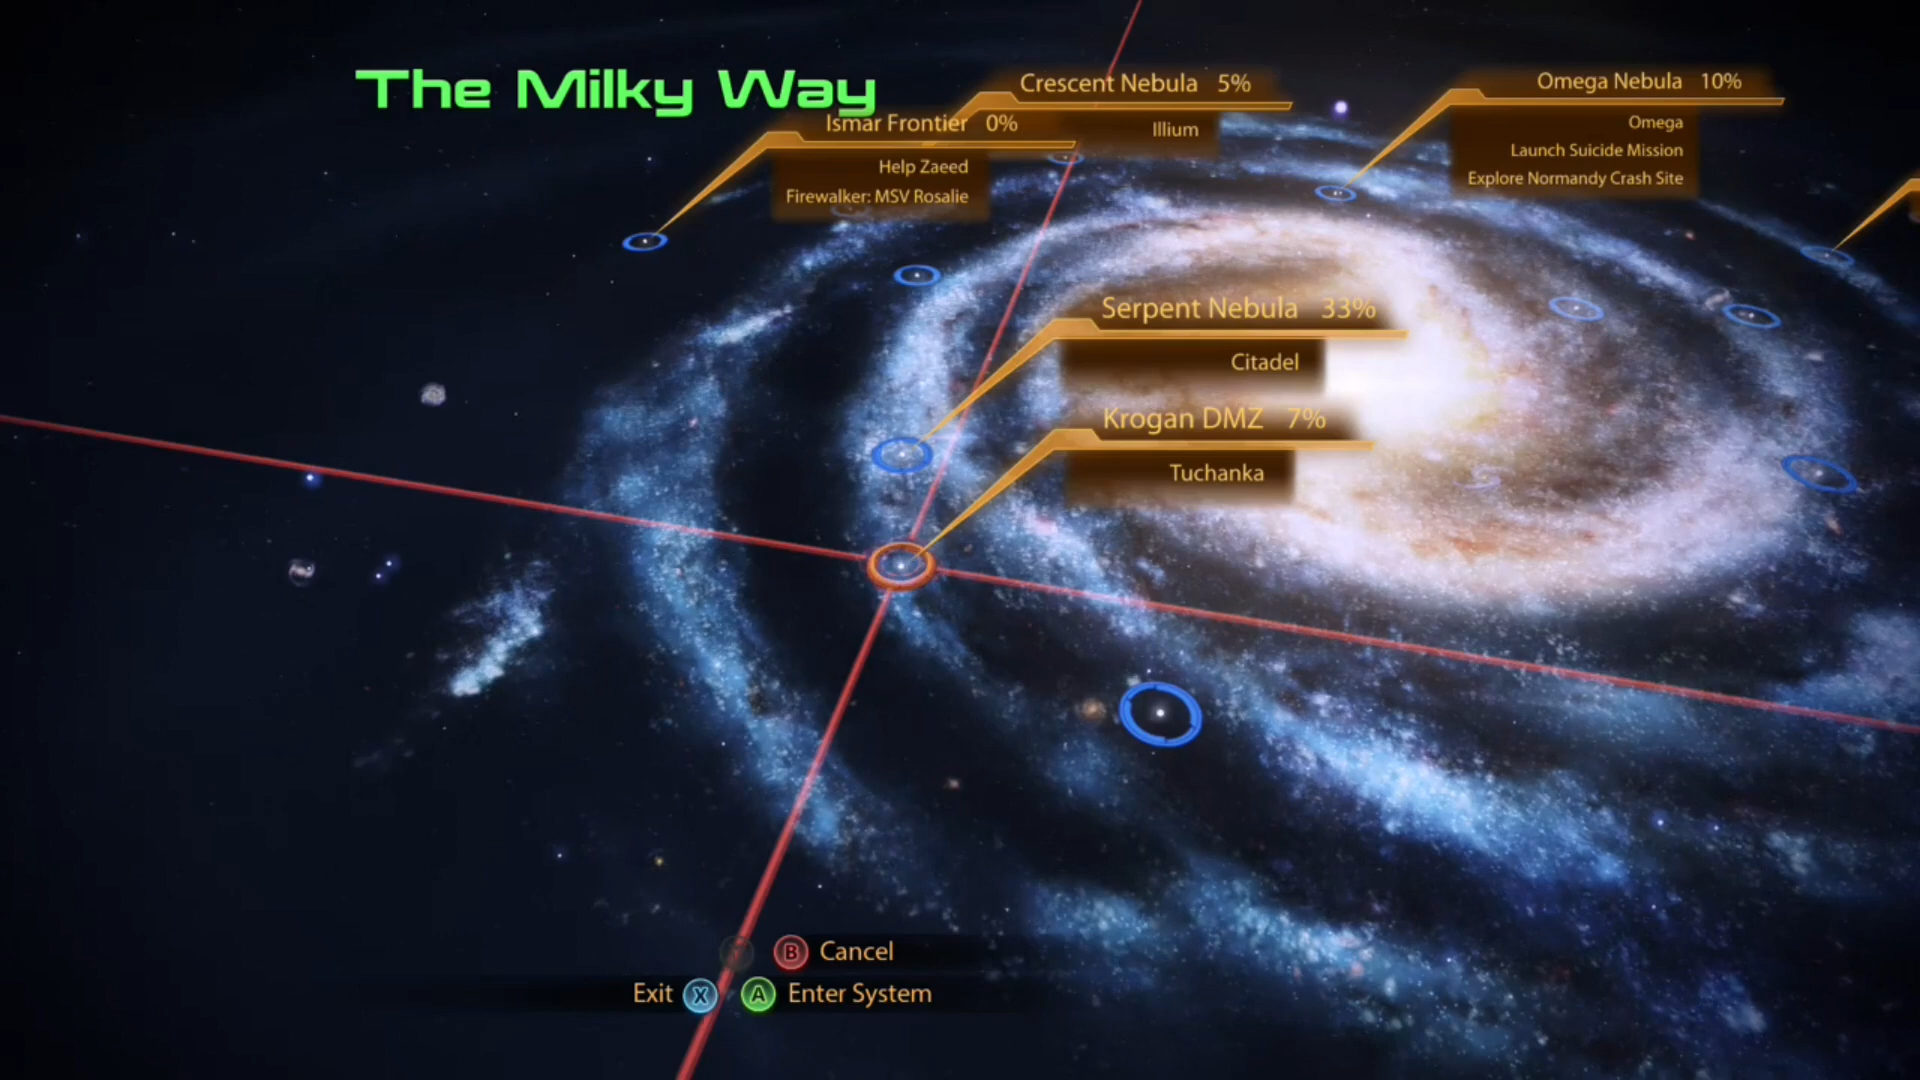 The Milky Way
Crescent Nebula 5%
Illium
Omega Nebula 10%
Omega
Launch Suicide Mission
Explore Normandy Crash Site
Ismar Frontier 0%
Help Zaeed
Firewalker: MSV Rosalie
Serpent Nebula 33%
Citadel
Krogan DMZ 7%
Tuchanka
B Cancel
Exit X
A Enter System